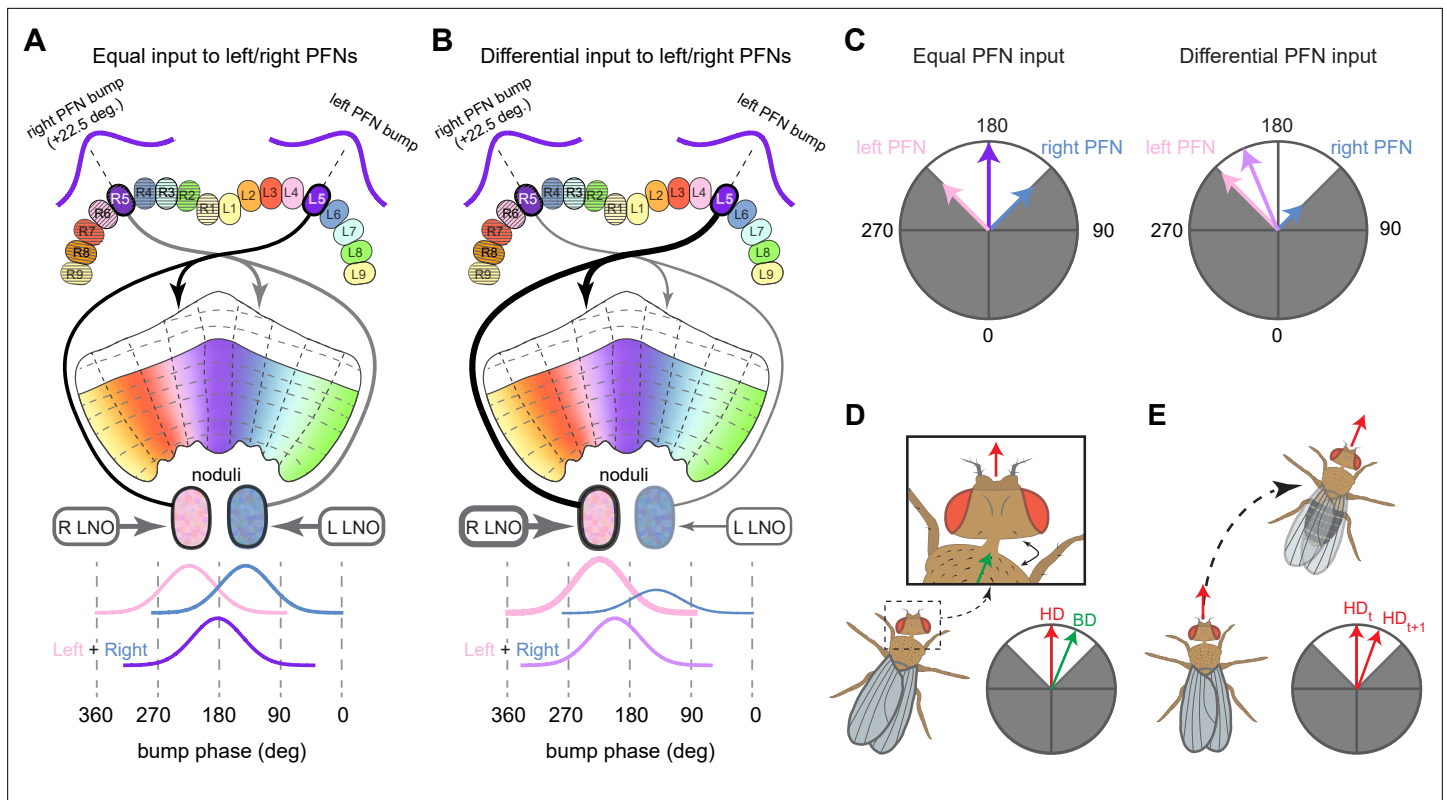 A
Equal input to left/right PFNs
right PFN bump
(+22.5 deg.)
left PFN bump
R9
R8
R7
R6
R5
R4
R3
R2
R1
L1
L2
L3
L4
L5
L6
L7
L8
L9
noduli
R LNO
L LNO
Left + Right
360 270 180 90 0
bump phase (deg)
B
Differential input to left/right PFNs
right PFN bump
(+22.5 deg.)
left PFN bump
R9
R8
R7
R6
R5
R4
R3
R2
R1
L1
L2
L3
L4
L5
L6
L7
L8
L9
noduli
R LNO
L LNO
Left + Right
360 270 180 90 0
bump phase (deg)
C
Equal PFN input
180
left PFN
right PFN
270
90
0
Differential PFN input
180
left PFN
right PFN
270
90
0
D
HD
BD
E
HDt
HDt+1